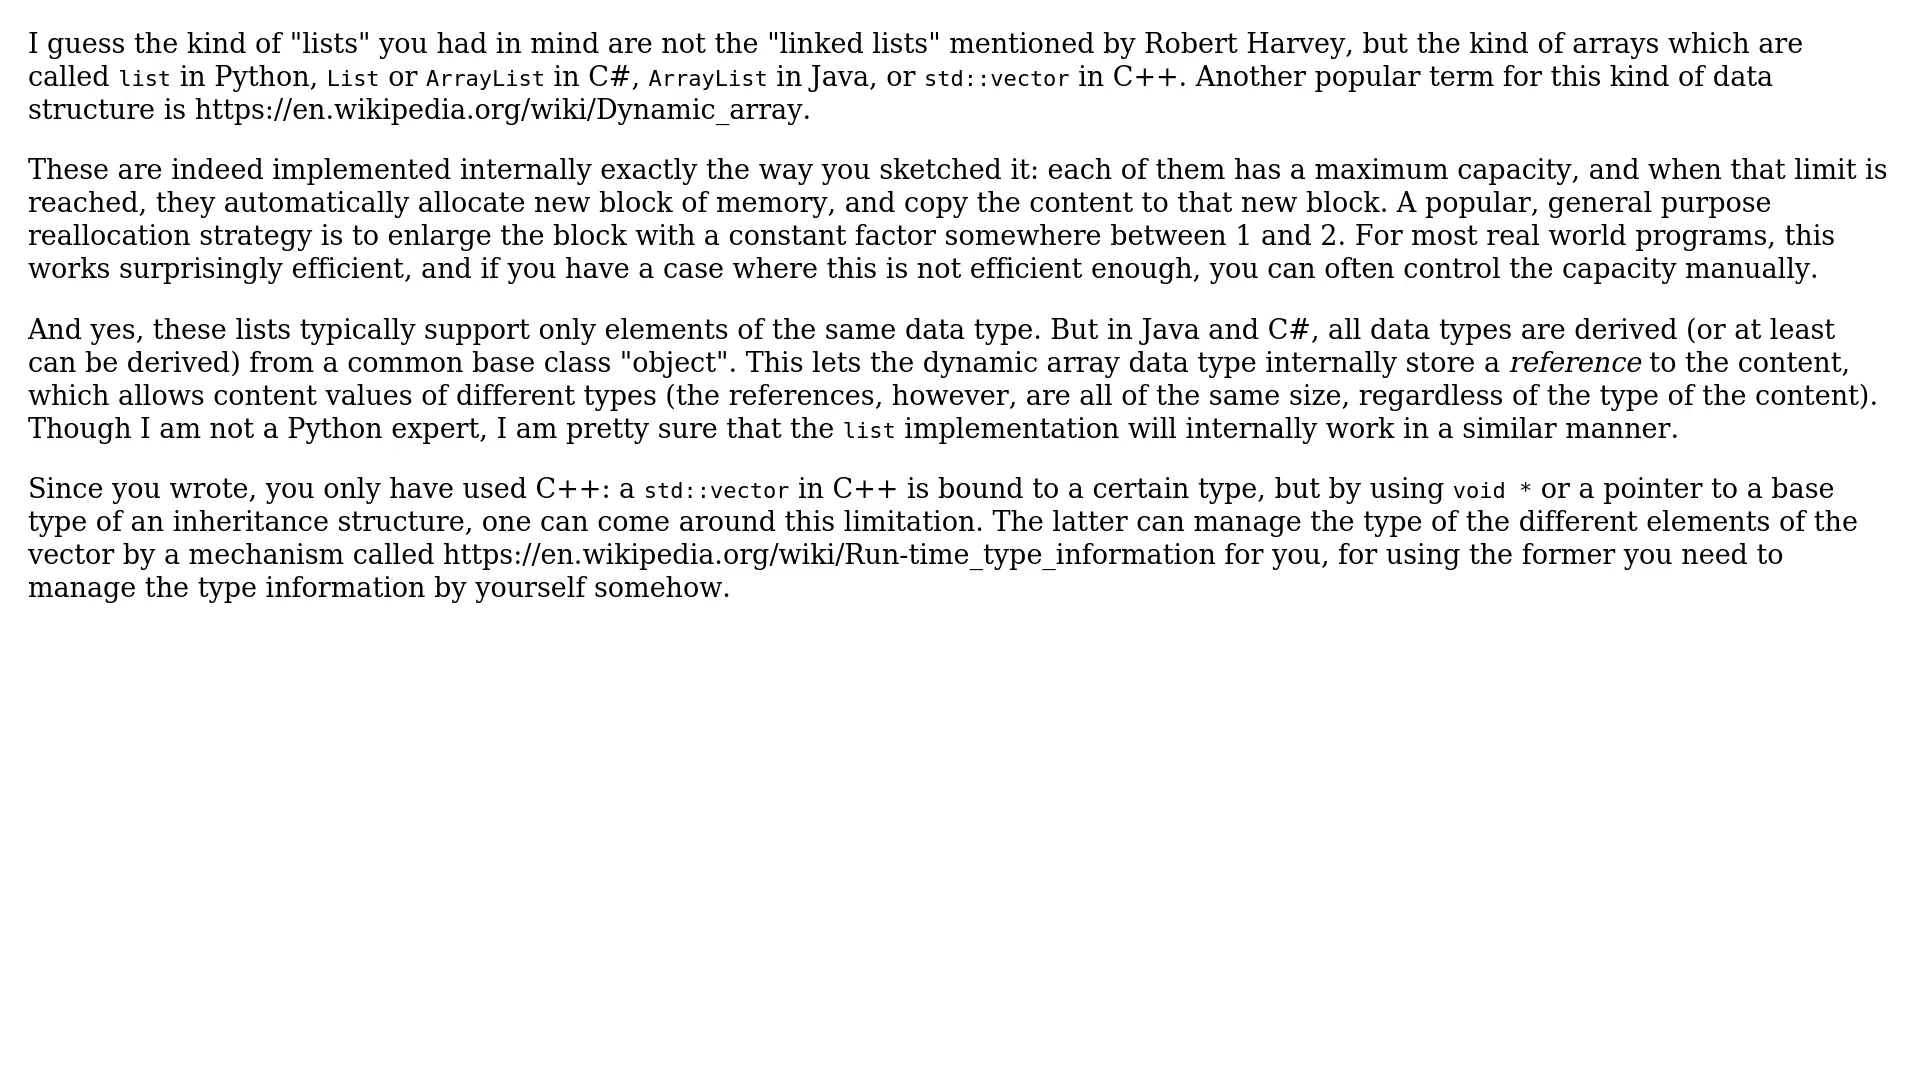 I guess the kind of "lists" you had in mind are not the "linked lists" mentioned by Robert Harvey, but the kind of arrays which are
called list in Python, List or ArrayList in C#, ArrayList in Java, or std::vector in C++. Another popular term for this kind of data
structure is https://en.wikipedia.org/wiki/Dynamic_array.
These are indeed implemented internally exactly the way you sketched it: each of them has a maximum capacity, and when that limit is
reached, they automatically allocate new block of memory, and copy the content to that new block. A popular, general purpose
reallocation strategy is to enlarge the block with a constant factor somewhere between 1 and 2. For most real world programs, this
works surprisingly efficient, and if you have a case where this is not efficient enough, you can often control the capacity manually.
And yes, these lists typically support only elements of the same data type. But in Java and C#, all data types are derived (or at least
can be derived) from a common base class "object". This lets the dynamic array data type internally store a reference to the content,
which allows content values of different types (the references, however, are all of the same size, regardless of the type of the content).
Though I am not a Python expert, I am pretty sure that the list implementation will internally work in a similar manner.
Since you wrote, you only have used C++: a std::vector in C++ is bound to a certain type, but by using void * or a pointer to a base
type of an inheritance structure, one can come around this limitation. The latter can manage the type of the different elements of the
vector by a mechanism called https://en.wikipedia.org/wiki/Run-time_type_information for you, for using the former you need to
manage the type information by yourself somehow.